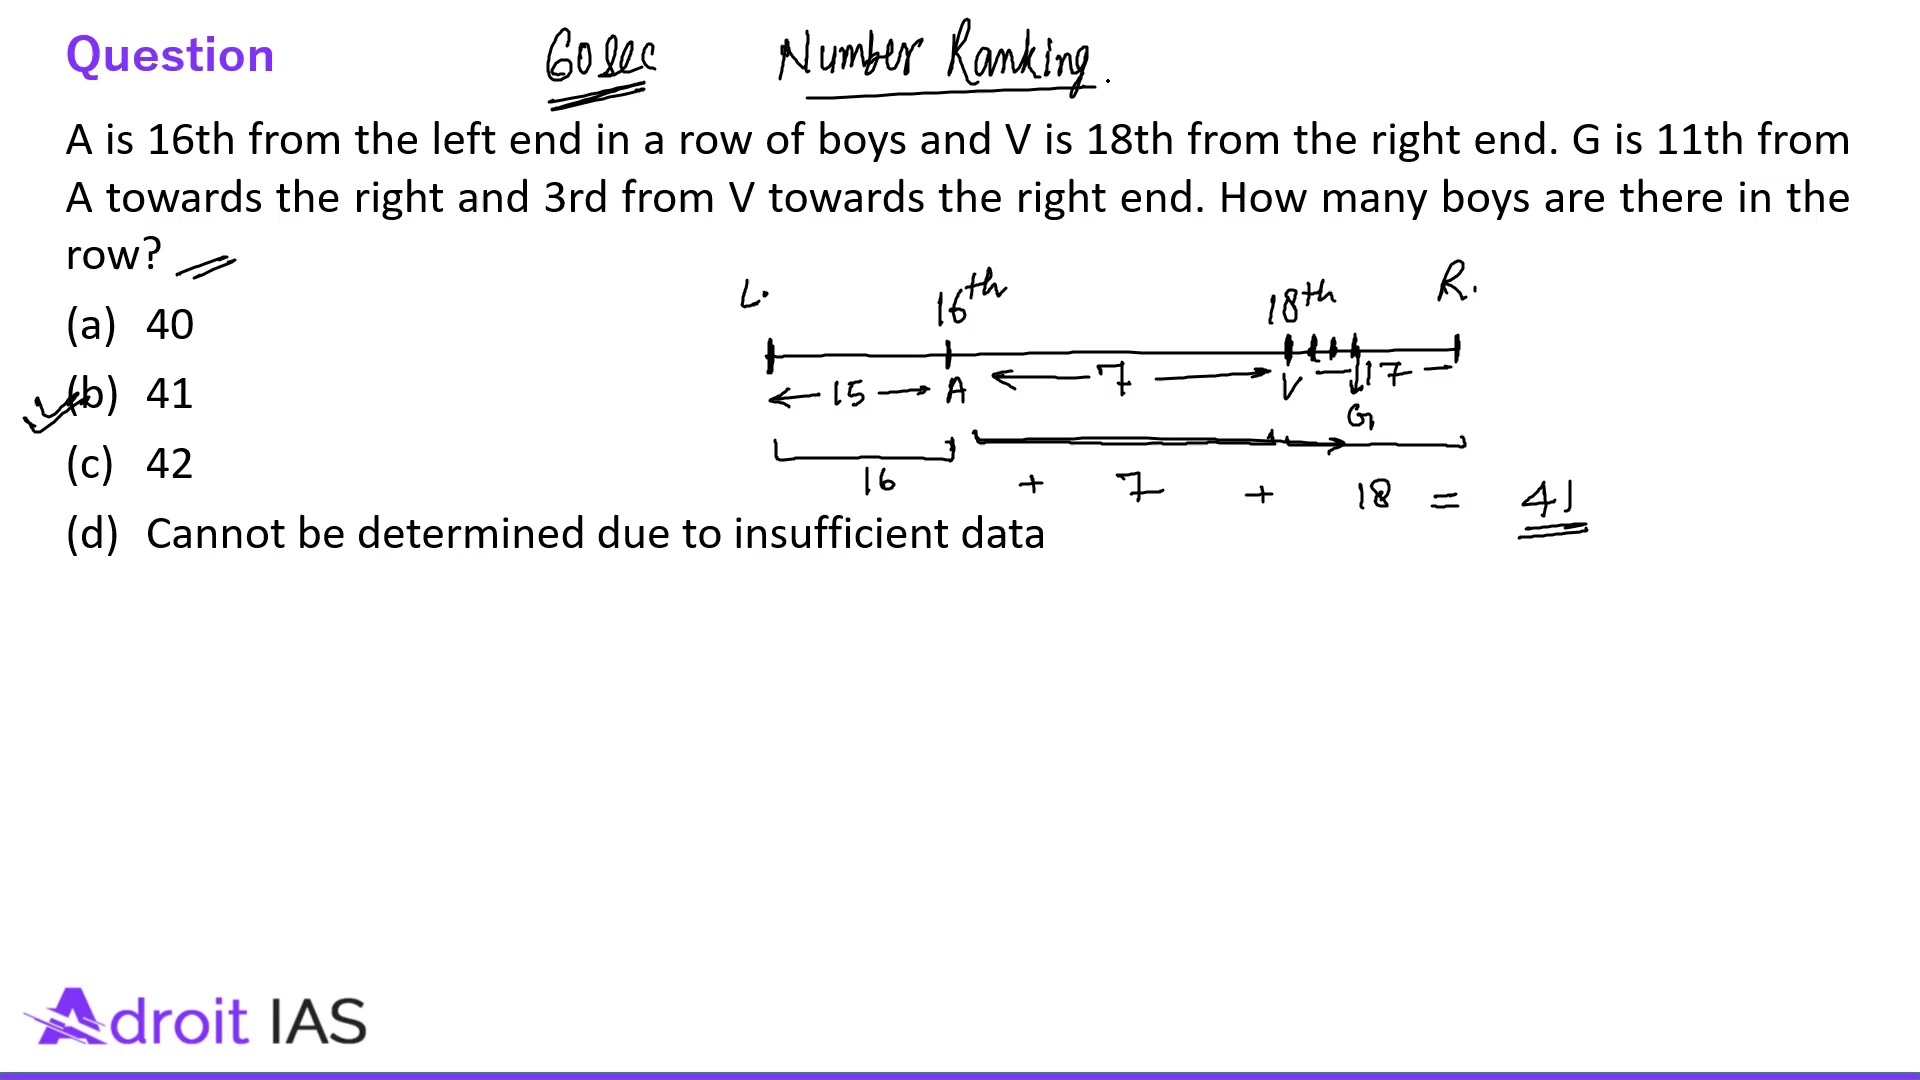 Question 60 sec Number Ranking.
A is 16th from the left end in a row of boys and V is 18th from the right end. G is 11th from
A towards the right and 3rd from V towards the right end. How many boys are there in the
row?
L. 16th 18th R.
(a) 40
15 A 7 V 17
(b) 41
G
(c) 42
16 + 7 + 18 = 41
(d) Cannot be determined due to insufficient data
Adroit IAS